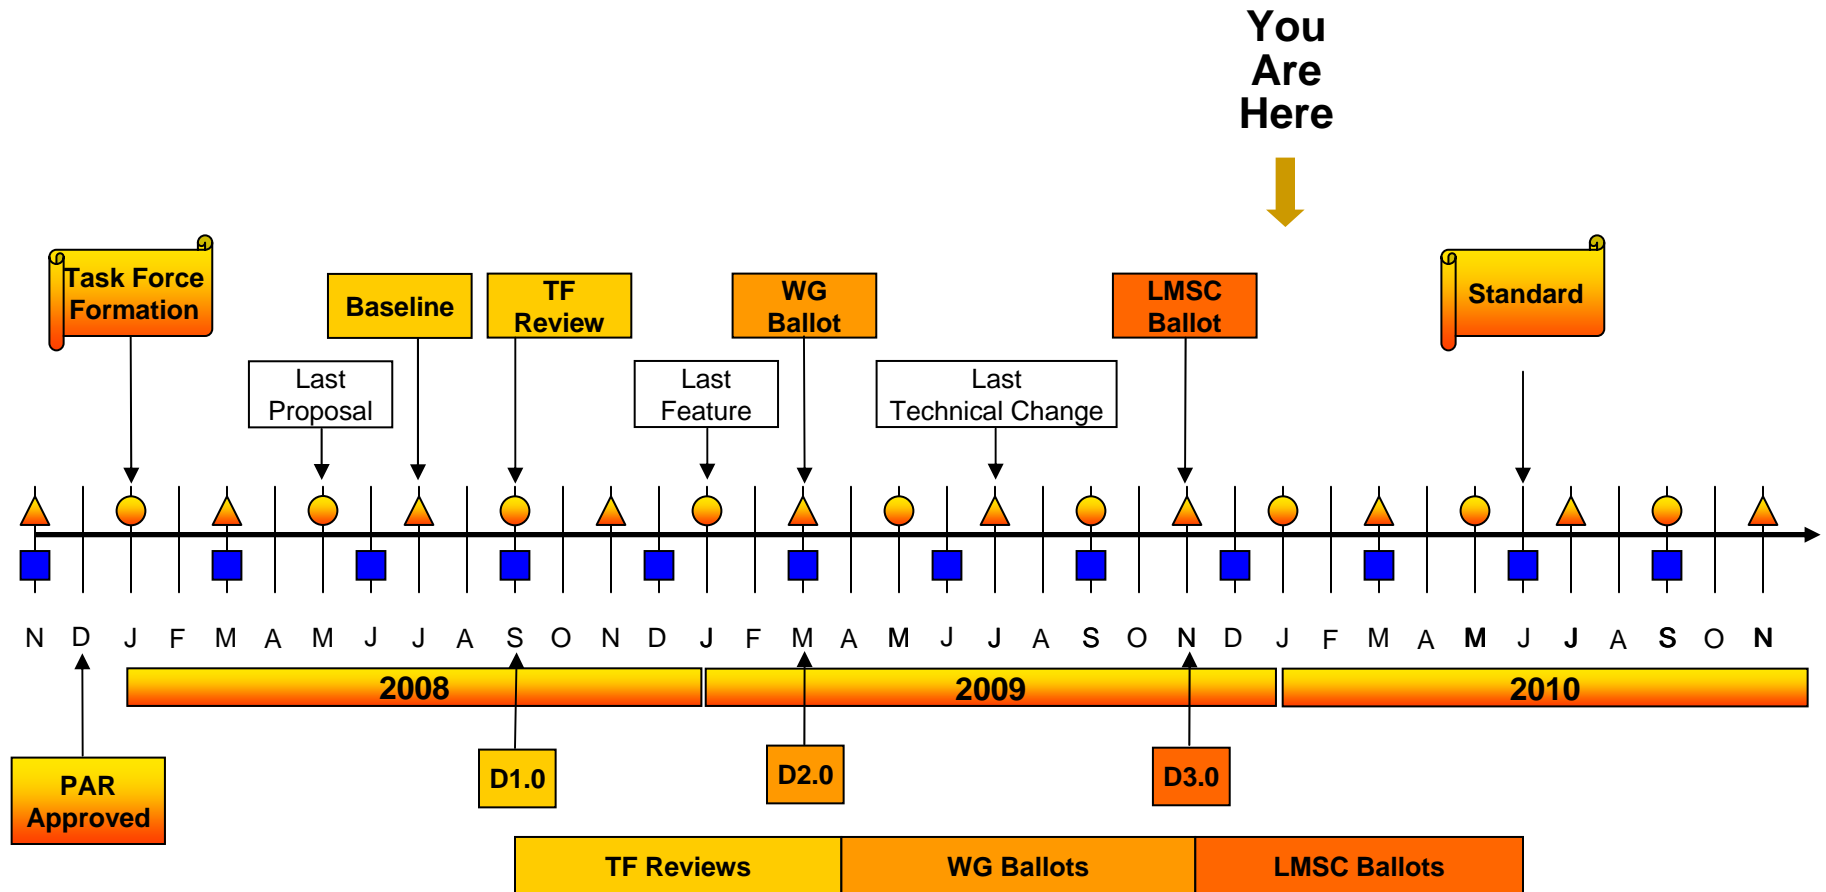 You
Are
Here
Task Force
Formation
Baseline
TF
Review
WG
Ballot
LMSC
Ballot
Standard
Last
Proposal
Last
Feature
Last
Technical Change
N D J F M A M J J A S O N D J F M A M J J A S O N D J F M A M J J A S O N
2008 2009 2010
PAR
Approved
D1.0
D2.0
D3.0
TF Reviews WG Ballots LMSC Ballots